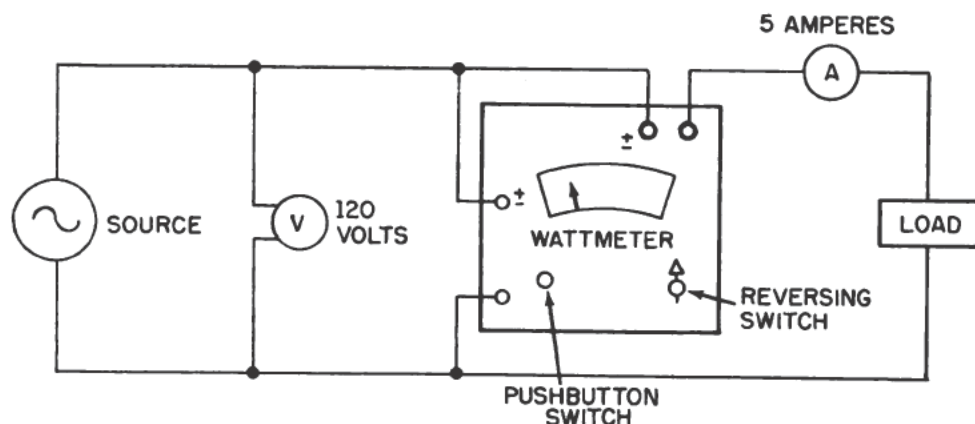 5 AMPERES
A
±
±
SOURCE
V
120
VOLTS
WATTMETER
LOAD
REVERSING
SWITCH
PUSHBUTTON
SWITCH